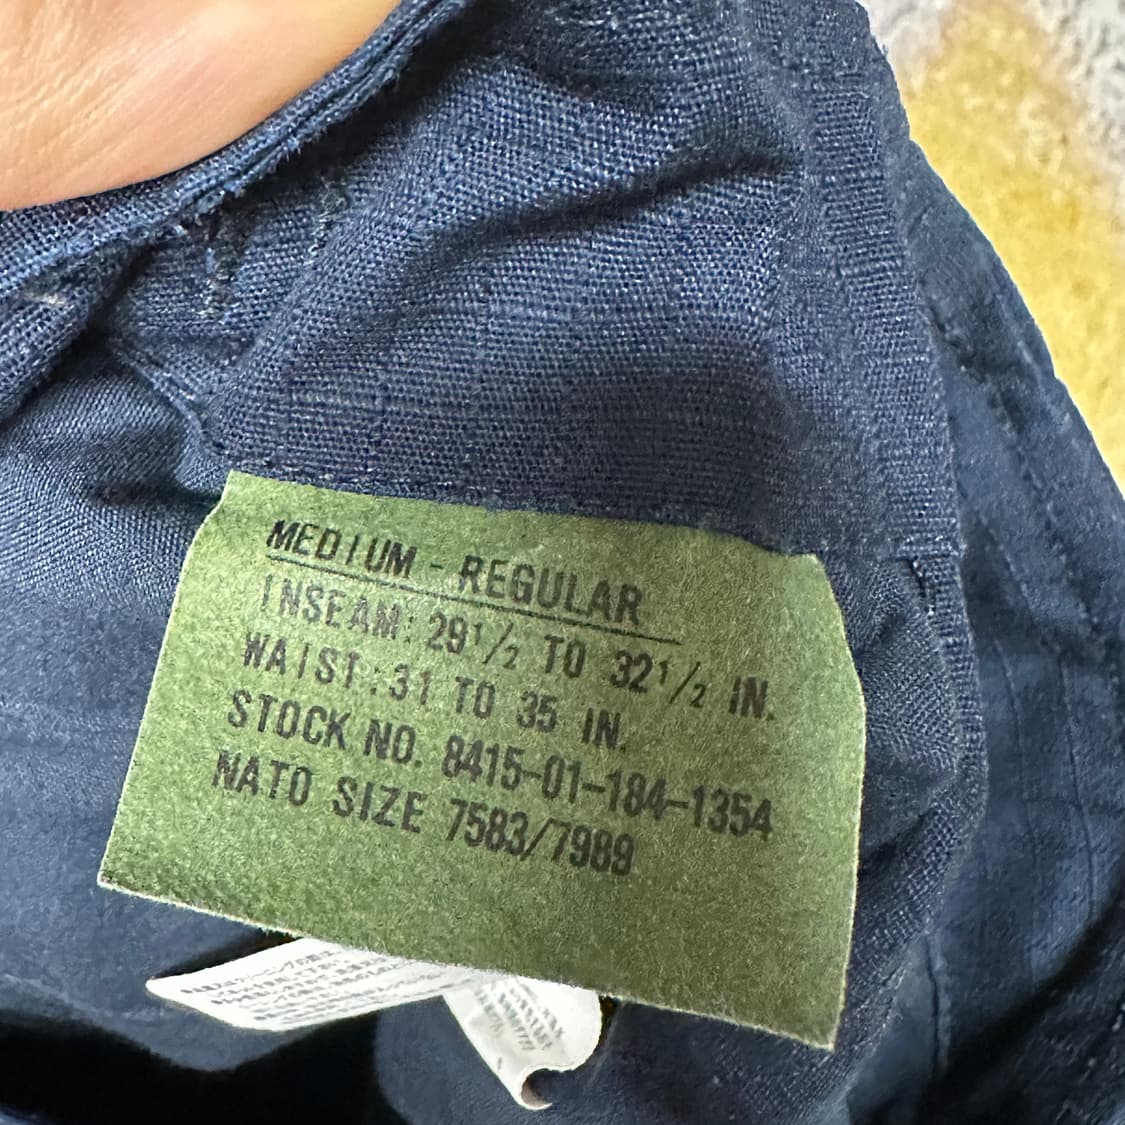 MEDIUM - REGULAR
INSEAM: 29 1/2 TO 32 1/2 IN.
WAIST: 31 TO 35 IN.
STOCK NO. 8415-01-184-1354
NATO SIZE 7583/7989